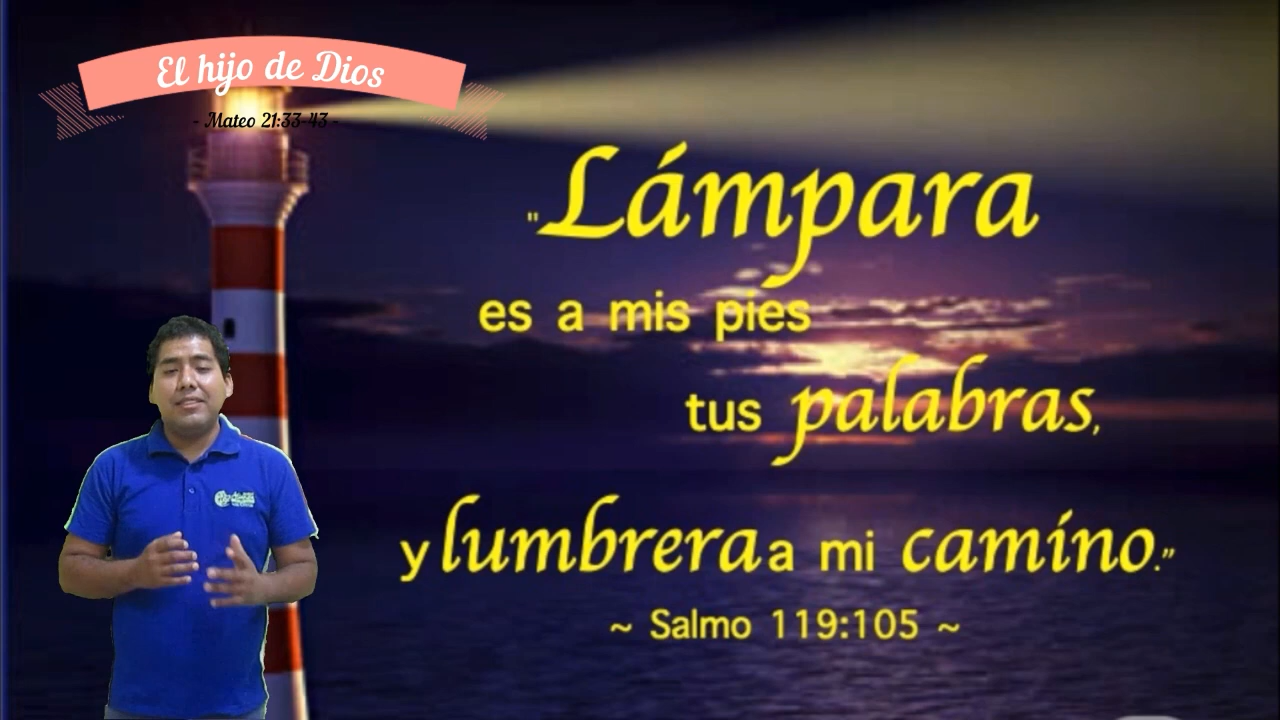 El hijo de Dios
- Mateo 21:33-43 -
"Lámpara
es a mis pies
tus palabras,
y lumbrera a mi camino."
~ Salmo 119:105 ~